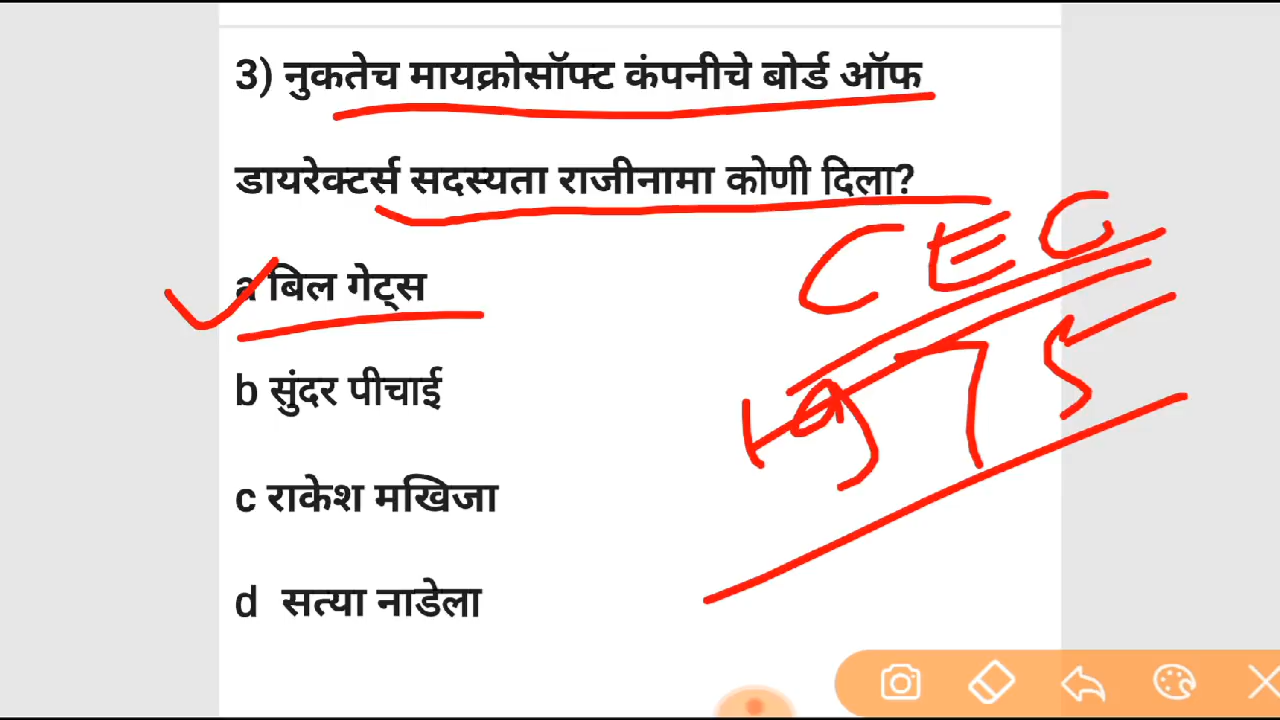 3) नुकतेच मायक्रोसॉफ्ट कंपनीचे बोर्ड ऑफ
डायरेक्टर्स सदस्यता राजीनामा कोणी दिला?
CEO
a बिल गेट्स
1975
b सुंदर पीचाई
c राकेश मखिजा
d सत्या नाडेला